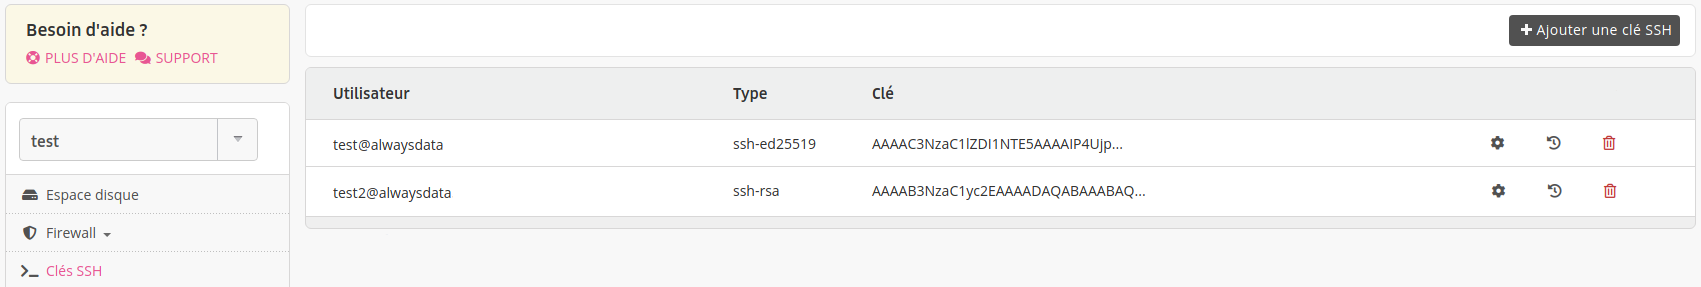 Besoin d'aide ?
PLUS D'AIDE SUPPORT
test
Espace disque
Firewall
Clés SSH
Ajouter une clé SSH
Utilisateur Type Clé
test@alwaysdata ssh-ed25519 AAAAC3NzaC1lZDI1NTE5AAAAIP4Ujp...
test2@alwaysdata ssh-rsa AAAAB3NzaC1yc2EAAAADAQABAAABAQ...